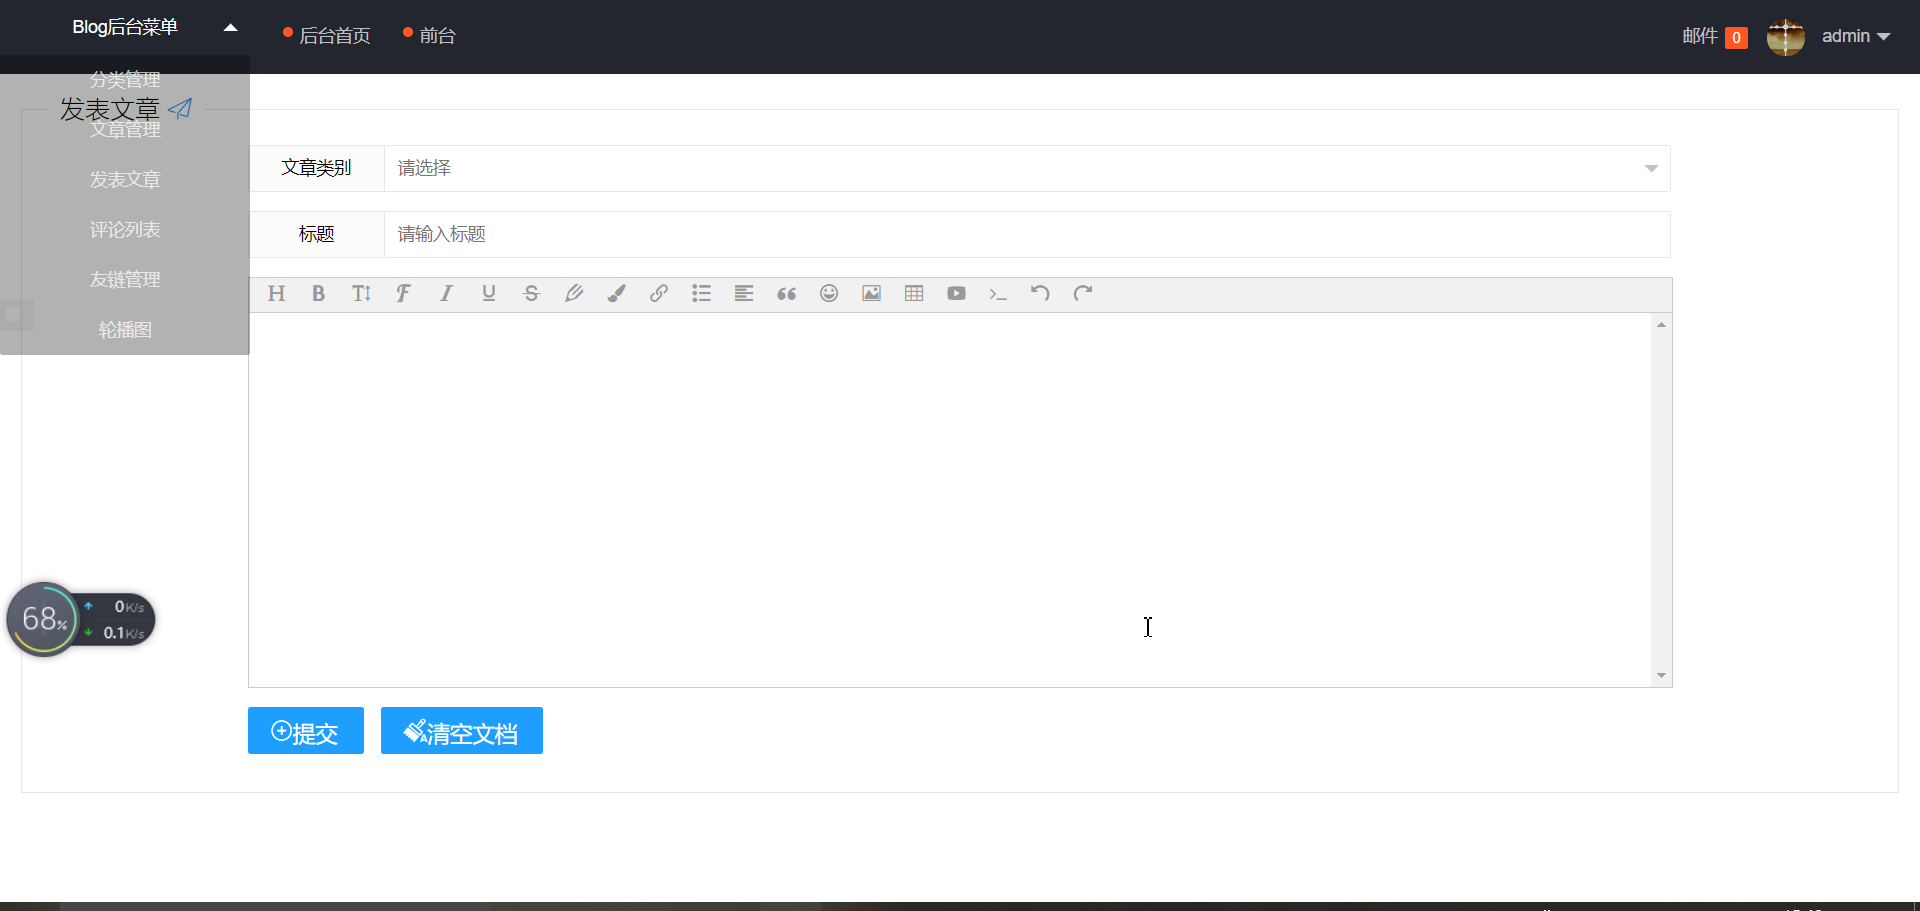 Blog后台菜单
后台首页
前台
邮件 0
admin
分类管理
发表文章
文章管理
发表文章
评论列表
友链管理
轮播图
文章类别
请选择
标题
请输入标题
68%
0K/s
0.1K/s
提交
清空文档